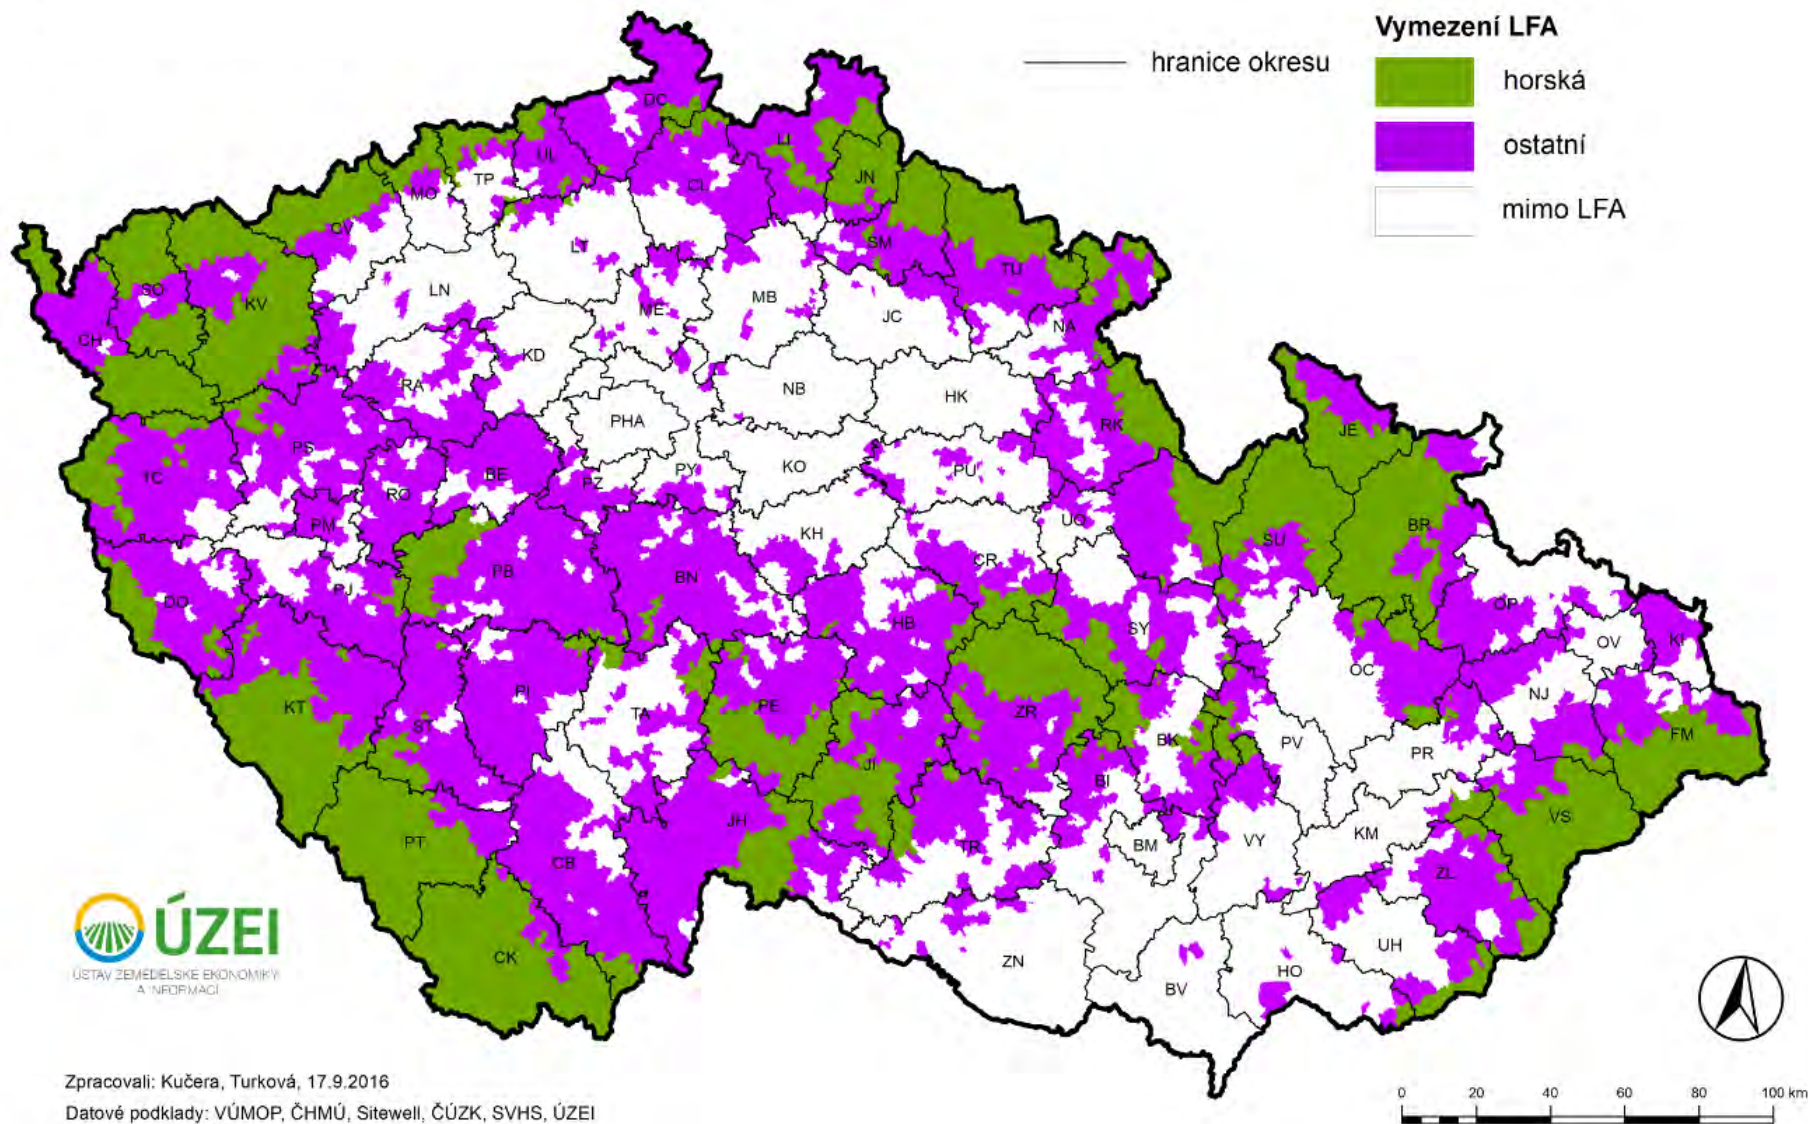 Vymezení LFA
hranice okresu
horská
ostatní
mimo LFA
DC
LI
UL
TP
MO
CL
JN
CV
LT
SM
TU
SO
KV
LN
ME
MB
JC
NA
CH
RA
KD
NB
HK
PHA
RK
JE
TC
PS
RO
BE
PZ
PY
KO
PU
PM
UO
BR
SU
KH
CR
DO
PJ
PB
BN
HB
SY
OP
OV
KI
KT
PI
ST
TA
PE
ZR
OC
NJ
JI
BK
PV
PR
FM
BI
JH
PT
CB
TR
BM
VY
KM
VS
ZL
CK
ZN
BV
HO
UH
ÚZEI
ÚSTAV ZEMĚDĚLSKÉ EKONOMIKY
A INFORMACÍ
Zpracovali: Kučera, Turková, 17.9.2016
Datové podklady: VÚMOP, ČHMÚ, Sitewell, ČÚZK, SVHS, ÚZEI
0 20 40 60 80 100 km